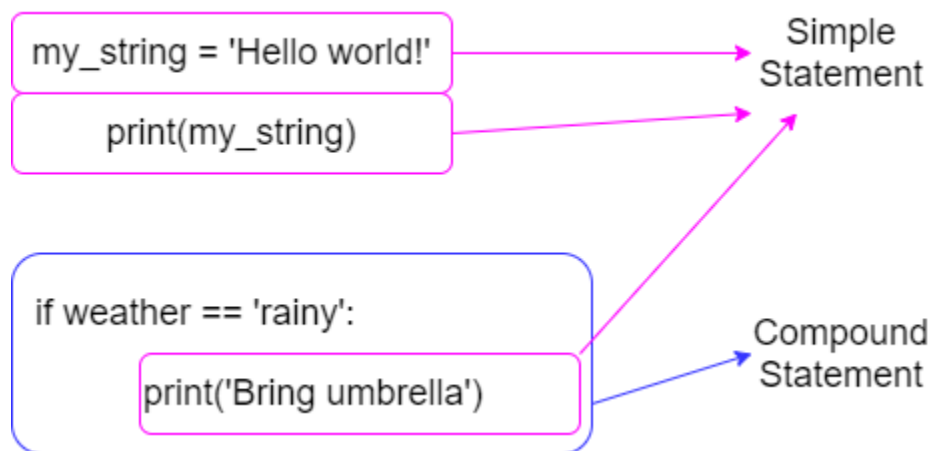 my_string = 'Hello world!'
Simple
Statement
print(my_string)
if weather == 'rainy':
print('Bring umbrella')
Compound
Statement